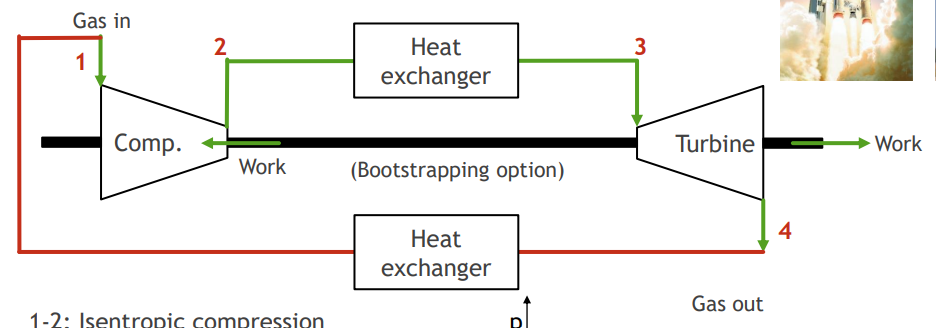 Gas in
1
2
Heat
exchanger
3
Comp.
Work
(Bootstrapping option)
Turbine
Work
Heat
exchanger
4
Gas out
1-2: Isentropic compression
p